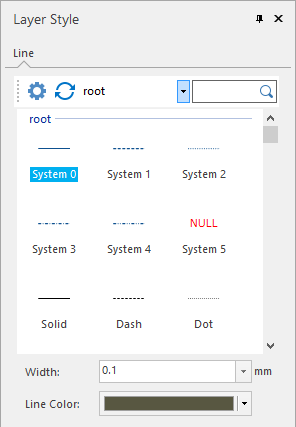 Layer Style
Line
root
root
System 0 System 1 System 2
NULL
System 3 System 4 System 5
Solid Dash Dot
Width: 0.1 mm
Line Color: